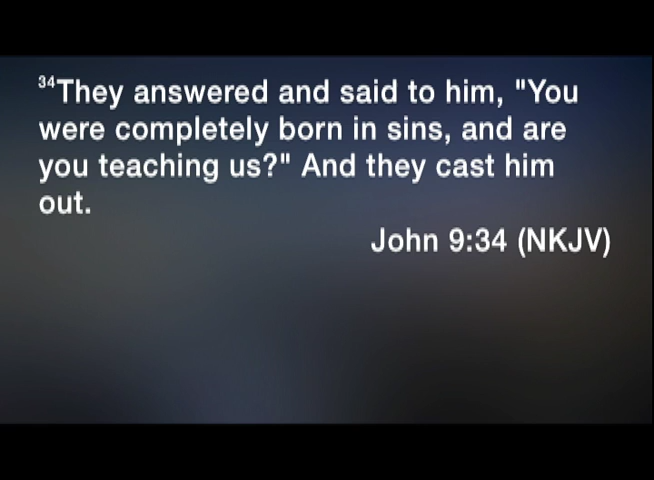 34They answered and said to him, "You
were completely born in sins, and are
you teaching us?" And they cast him
out.
John 9:34 (NKJV)